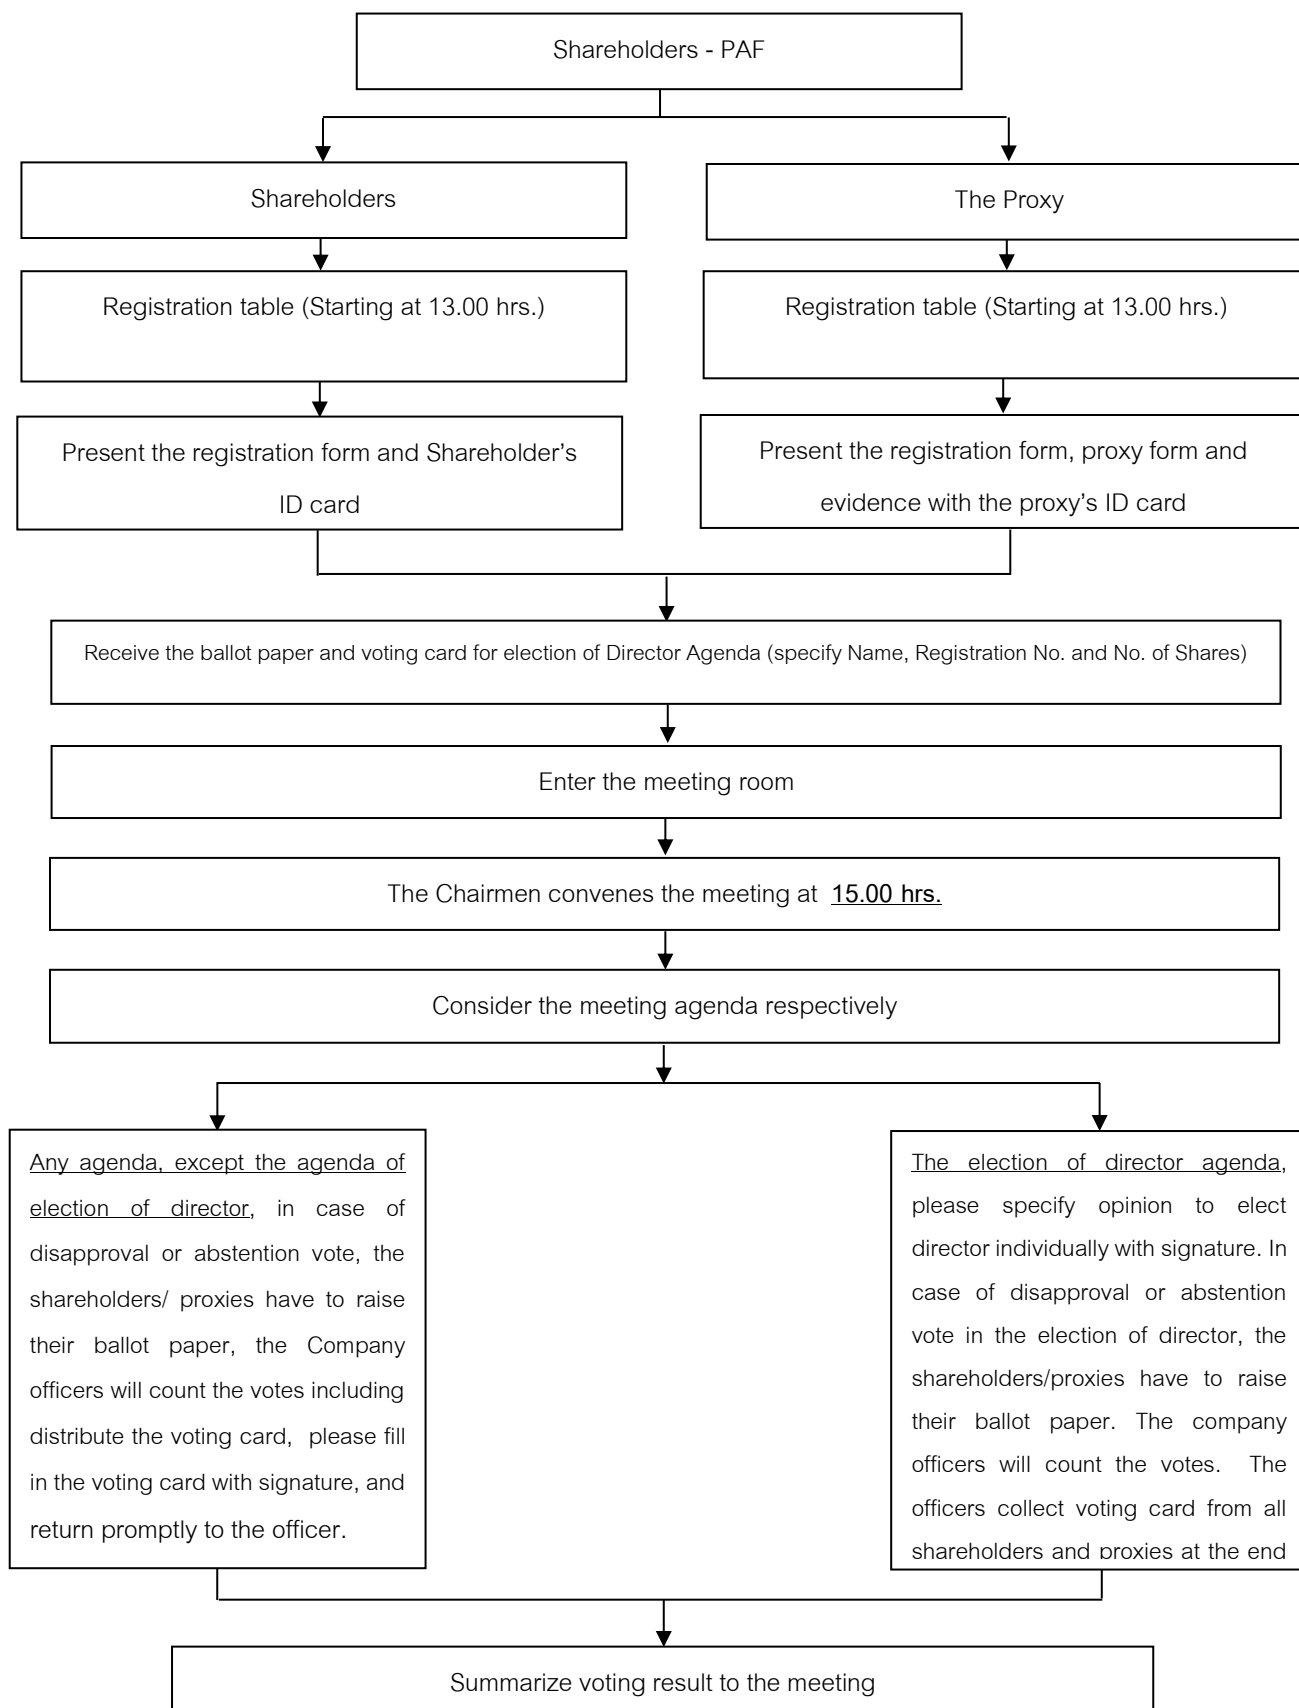 Shareholders - PAF
Shareholders
The Proxy
Registration table (Starting at 13.00 hrs.)
Registration table (Starting at 13.00 hrs.)
Present the registration form and Shareholder's
ID card
Present the registration form, proxy form and
evidence with the proxy's ID card
Receive the ballot paper and voting card for election of Director Agenda (specify Name, Registration No. and No. of Shares)
Enter the meeting room
The Chairmen convenes the meeting at 15.00 hrs.
Consider the meeting agenda respectively
Any agenda, except the agenda of
election of director, in case of
disapproval or abstention vote, the
shareholders/ proxies have to raise
their ballot paper, the Company
officers will count the votes including
distribute the voting card, please fill
in the voting card with signature, and
return promptly to the officer.
The election of director agenda,
please specify opinion to elect
director individually with signature. In
case of disapproval or abstention
vote in the election of director, the
shareholders/proxies have to raise
their ballot paper. The company
officers will count the votes. The
officers collect voting card from all
shareholders and proxies at the end
Summarize voting result to the meeting